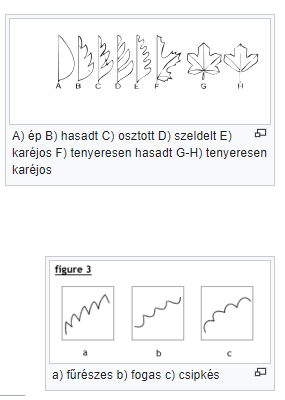 A B C D E F G H
A) ép B) hasadt C) osztott D) szeldelt E)
karéjos F) tenyeresen hasadt G-H) tenyeresen
karéjos
figure 3
a b c
a) fűrészes b) fogas c) csipkés